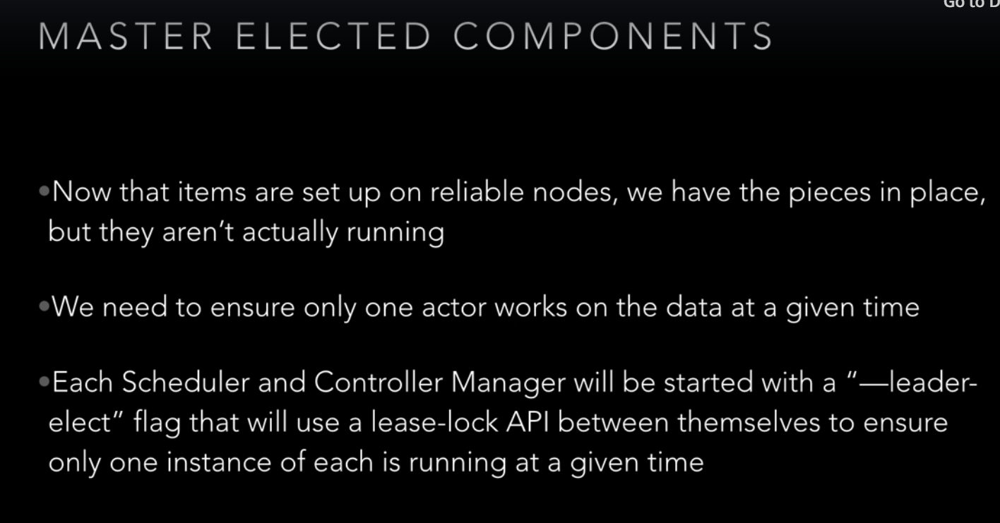 Go to D
MASTER ELECTED COMPONENTS
•Now that items are set up on reliable nodes, we have the pieces in place,
but they aren’t actually running
•We need to ensure only one actor works on the data at a given time
•Each Scheduler and Controller Manager will be started with a “—leader-
elect” flag that will use a lease-lock API between themselves to ensure
only one instance of each is running at a given time